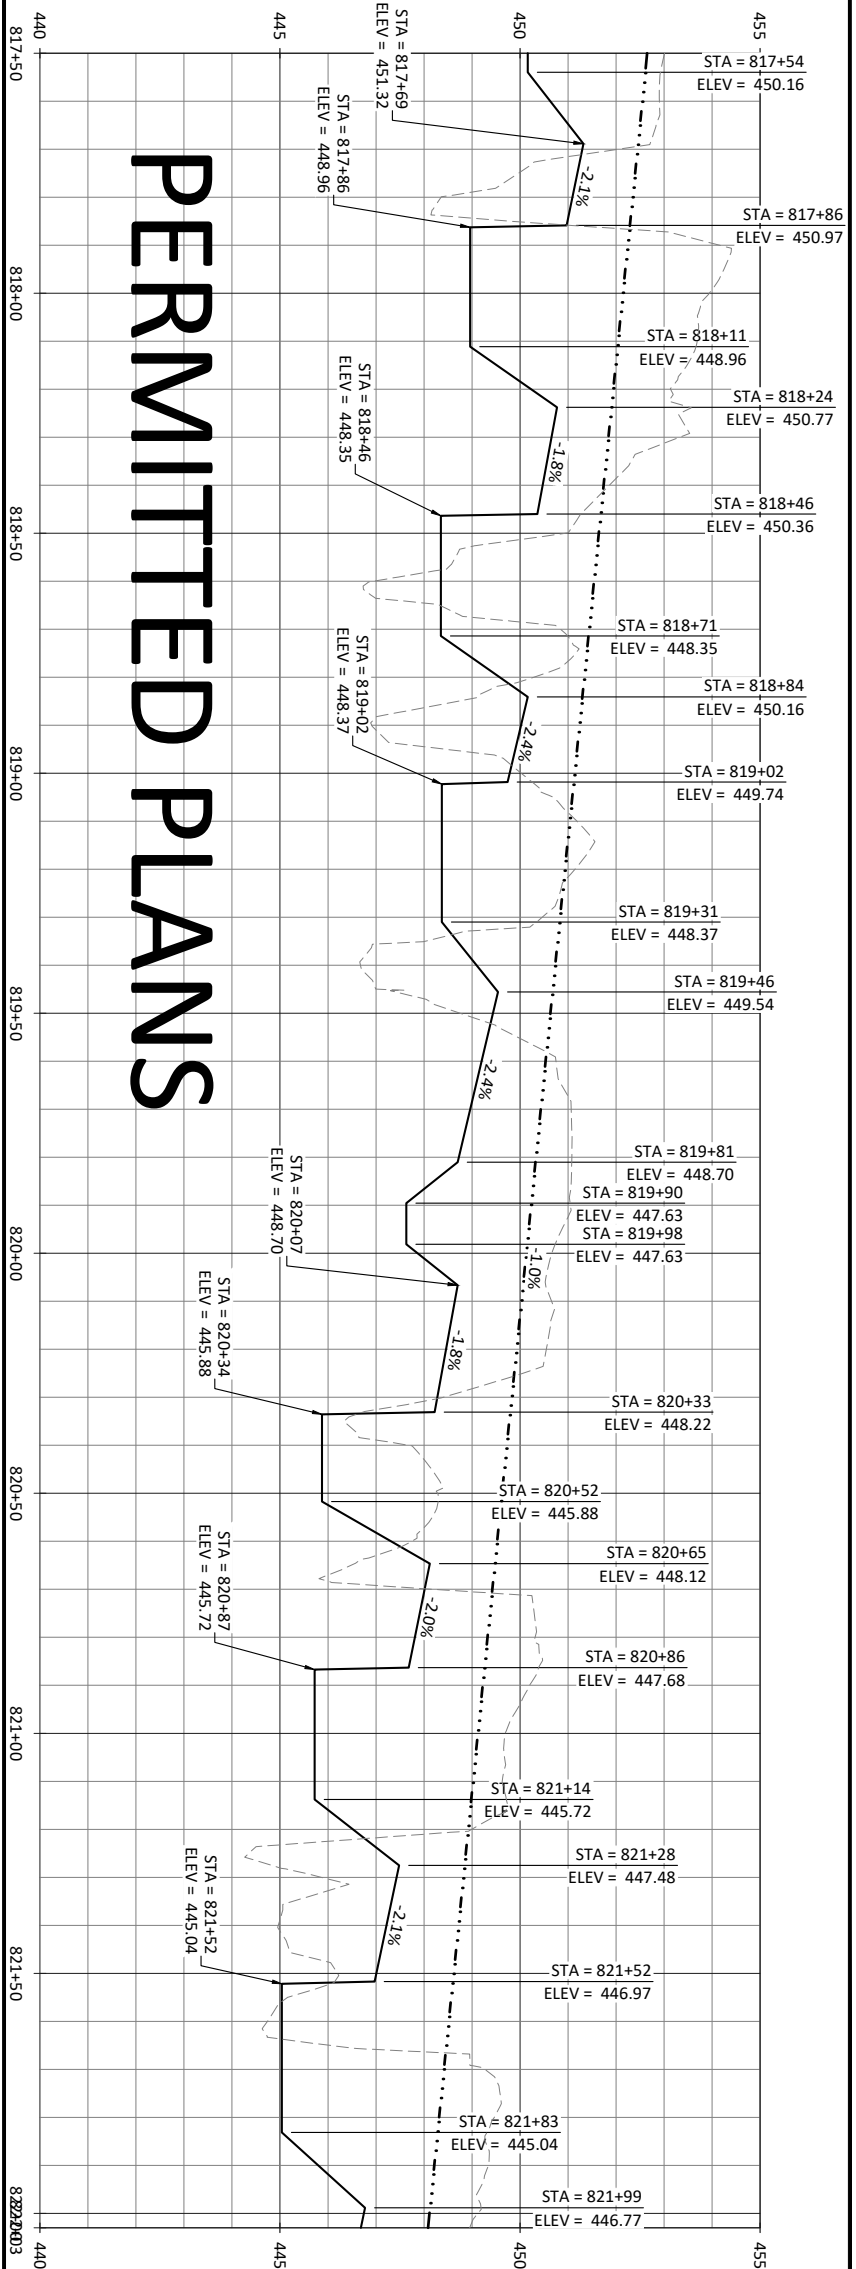 440
445
450
455
817+50
818+00
818+50
819+00
819+50
820+00
820+50
821+00
821+50
STA = 817+54
ELEV = 450.16
STA = 817+69
ELEV = 451.32
-2.1%
STA = 817+86
ELEV = 450.97
STA = 817+86
ELEV = 448.96
STA = 818+11
ELEV = 448.96
STA = 818+24
ELEV = 450.77
-1.8%
STA = 818+46
ELEV = 450.36
STA = 818+46
ELEV = 448.35
STA = 818+71
ELEV = 448.35
STA = 818+84
ELEV = 450.16
-2.4%
STA = 819+02
ELEV = 449.74
STA = 819+02
ELEV = 448.37
STA = 819+31
ELEV = 448.37
STA = 819+46
ELEV = 449.54
-2.4%
STA = 819+81
ELEV = 448.70
STA = 819+90
ELEV = 447.63
STA = 819+98
ELEV = 447.63
-1.0%
STA = 820+07
ELEV = 448.70
-1.8%
STA = 820+33
ELEV = 448.22
STA = 820+34
ELEV = 445.88
STA = 820+52
ELEV = 445.88
STA = 820+65
ELEV = 448.12
-2.0%
STA = 820+86
ELEV = 447.68
STA = 820+87
ELEV = 445.72
STA = 821+14
ELEV = 445.72
STA = 821+28
ELEV = 447.48
-2.1%
STA = 821+52
ELEV = 446.97
STA = 821+52
ELEV = 445.04
STA = 821+83
ELEV = 445.04
STA = 821+99
ELEV = 446.77
PERMITTED PLANS
440
445
450
455